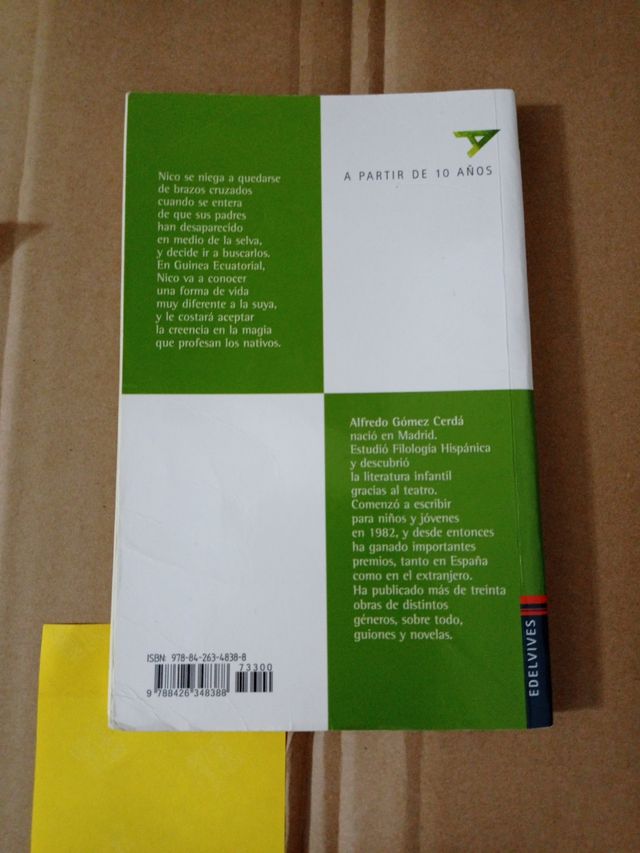 Nico se niega a quedarse
de brazos cruzados
cuando se entera
de que sus padres
han desaparecido
en medio de la selva,
y decide ir a buscarlos.
En Guinea Ecuatorial,
Nico va a conocer
una forma de vida
muy diferente a la suya,
y le costará aceptar
la creencia en la magia
que profesan los nativos.
A PARTIR DE 10 AÑOS
Alfredo Gómez Cerdá
nació en Madrid.
Estudió Filología Hispánica
y descubrió
la literatura infantil
gracias al teatro.
Comenzó a escribir
para niños y jóvenes
en 1982, y desde entonces
ha ganado importantes
premios, tanto en España
como en el extranjero.
Ha publicado más de treinta
obras de distintos
géneros, sobre todo,
guiones y novelas.
ISBN: 978-84-263-4838-8
73300
9 788426 348388
EDELVIVES